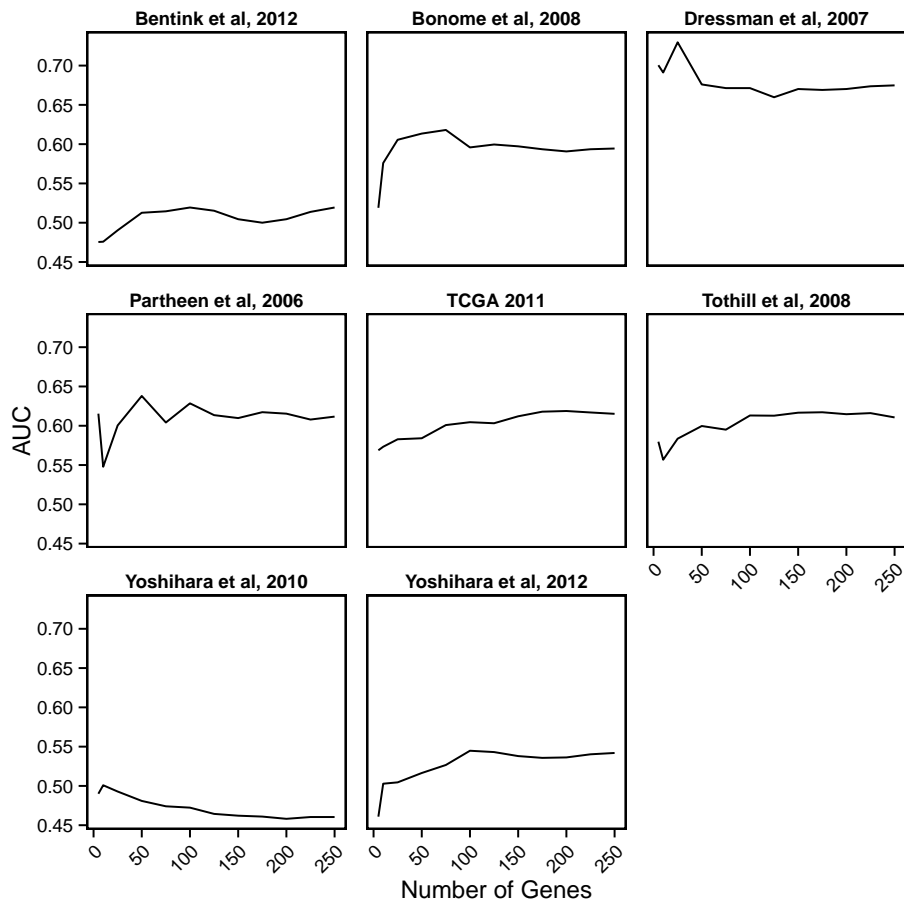 Bentink et al, 2012 Bonome et al, 2008 Dressman et al, 2007
0.70
0.65
0.60
0.55
0.50
0.45
Partheen et al, 2006 TCGA 2011 Tothill et al, 2008
0.70
0.65
0.60
0.55
0.50
0.45
AUC
0 50 100 150 200 250
Yoshihara et al, 2010 Yoshihara et al, 2012
0.70
0.65
0.60
0.55
0.50
0.45
0 50 100 150 200 250 0 50 100 150 200 250
Number of Genes